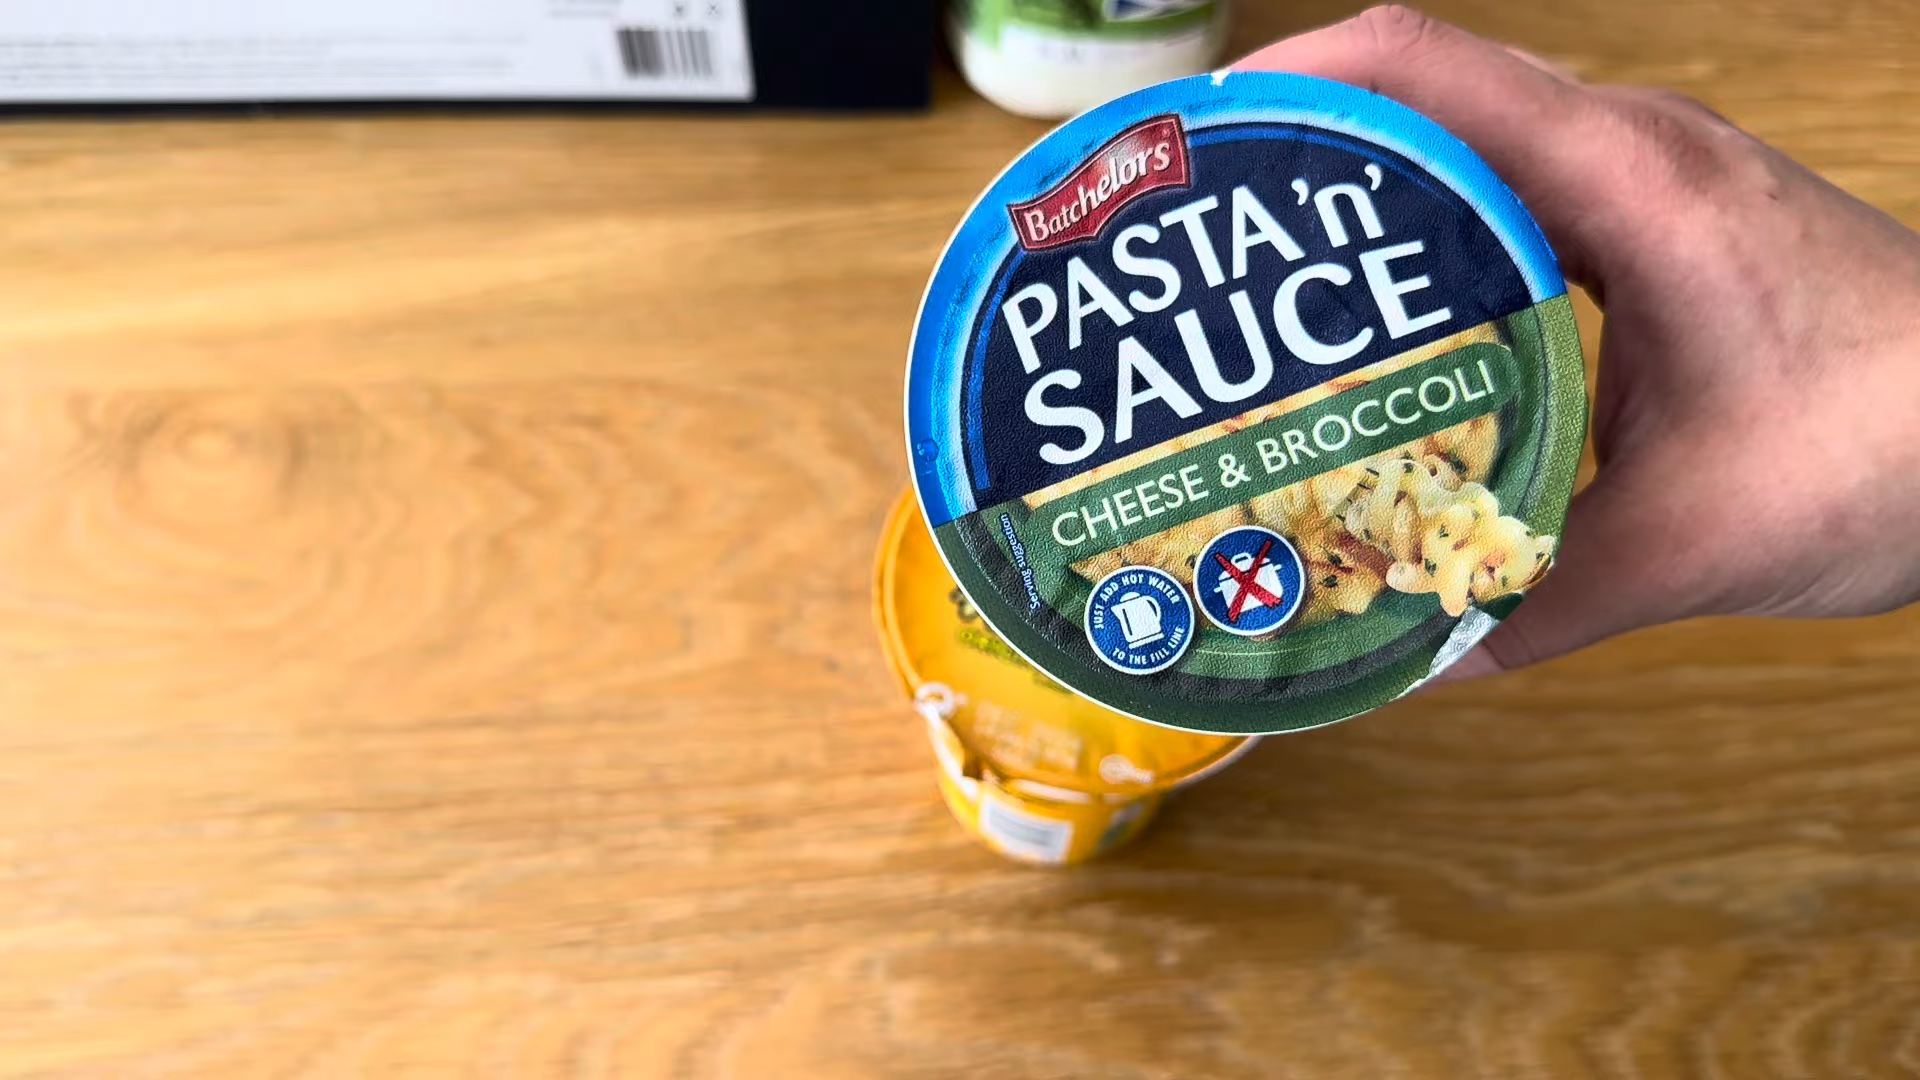 Batchelors
PASTA 'n'
SAUCE
CHEESE & BROCCOLI
Serving suggestion
JUST ADD HOT WATER
TO THE FILL LINE